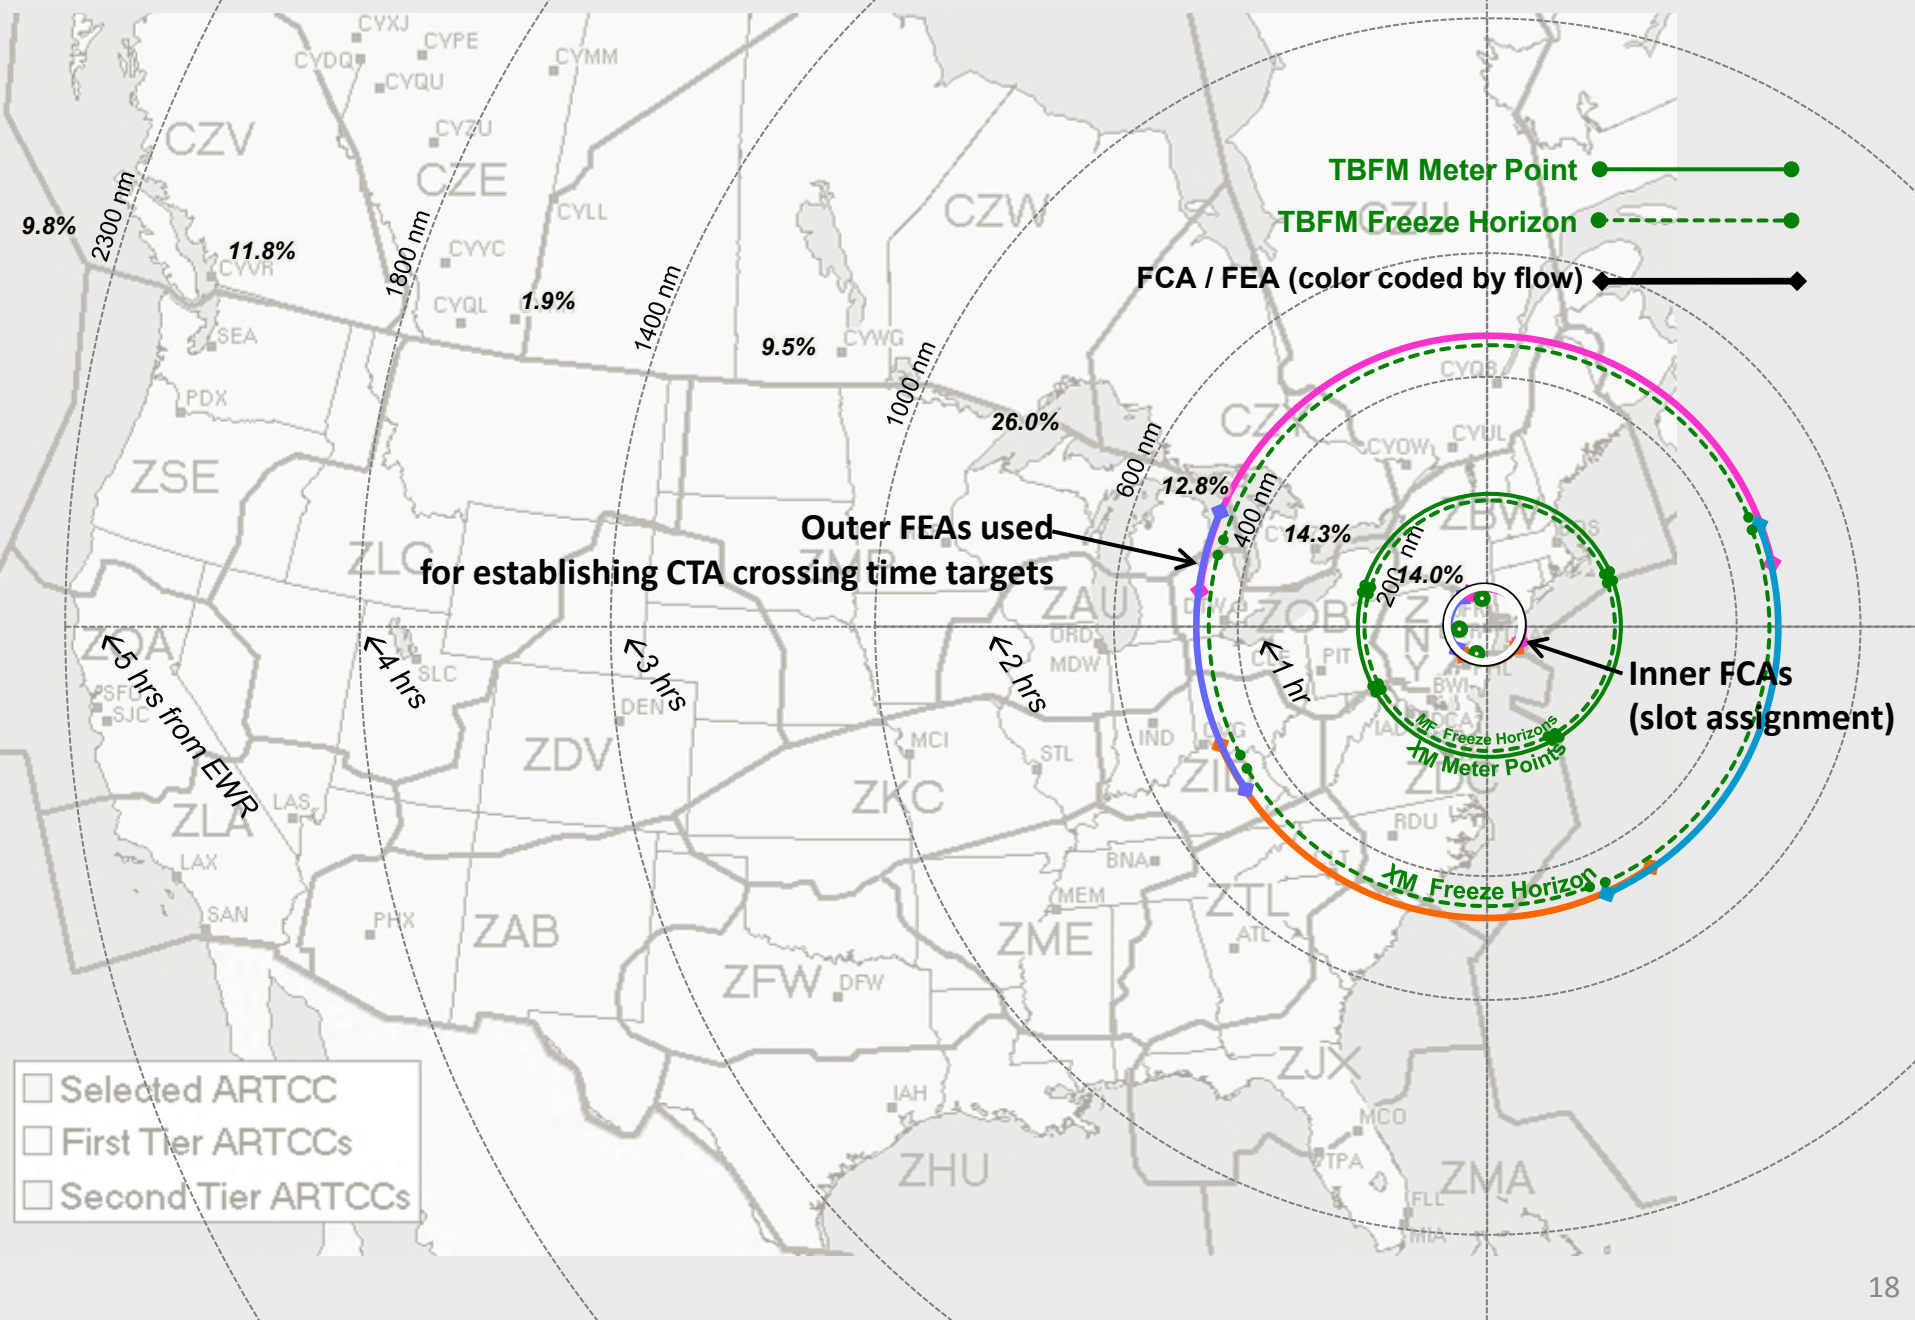 CYXJ
CYPE
CYDQ
CYMM
CYQU
CZV
CYZU
CZE
CYLL
CZW
TBFM Meter Point
TBFM Freeze Horizon
CZU
FCA / FEA (color coded by flow)
9.8%
2300 nm
11.8%
CYVR
1800 nm
CYYC
CYQL
1.9%
1400 nm
9.5%
CYWG
1000 nm
SEA
PDX
26.0%
CYQB
600 nm
CYOW
CYUL
ZSE
12.8%
400 nm
14.3%
ZBW
Outer FEAs used
for establishing CTA crossing time targets
ZLC
200 nm
14.0%
ZAU
ZOB
ZNY
ORD
MDW
CLE
PIT
ZOA
←5 hrs from EWR
←4 hrs
←3 hrs
←2 hrs
←1 hr
SLC
SFO
SJC
DEN
BWI
Inner FCAs
(slot assignment)
MF Freeze Horizons
XM Meter Points
ZDV
MCI
STL
IND
ZKC
ZDC
ZLA
LAS
LAX
RDU
BNA
MEM
XM Freeze Horizon
SAN
PHX
ZAB
ZFW
DFW
ZME
ZTL
ATL
ZJX
IAH
ZHU
MCO
TPA
ZMA
FLL
MIA
Selected ARTCC
First Tier ARTCCs
Second Tier ARTCCs
18